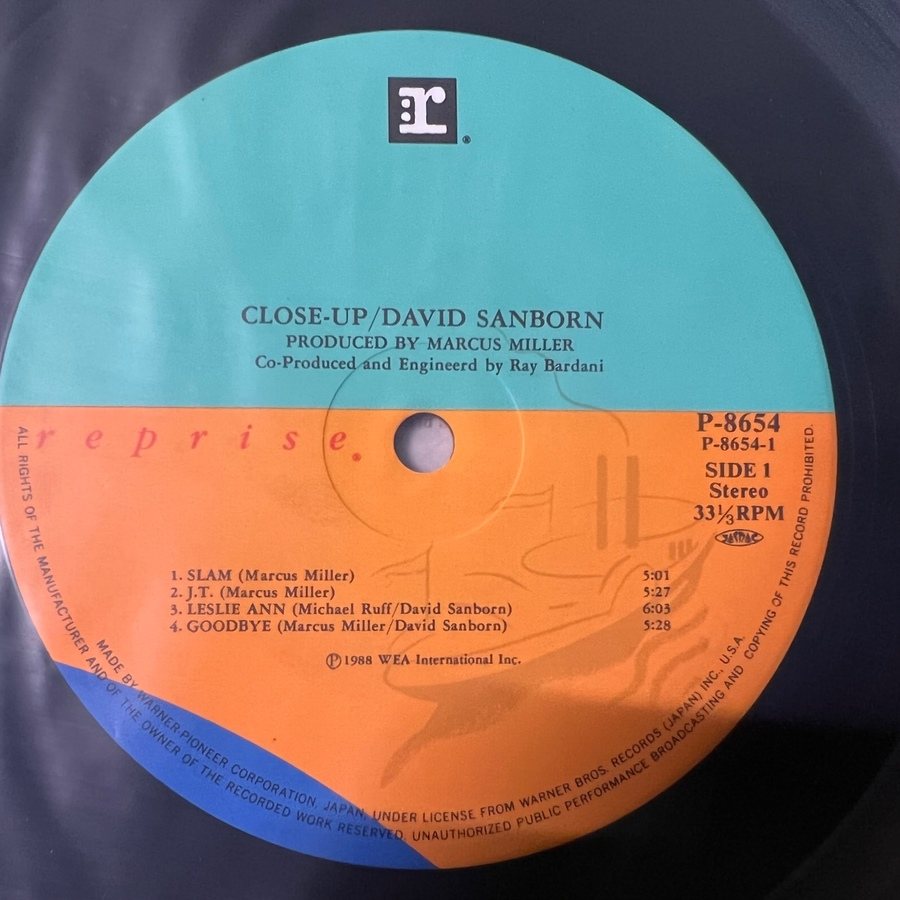 r
CLOSE-UP/DAVID SANBORN
PRODUCED BY MARCUS MILLER
Co-Produced and Engineerd by Ray Bardani
reprise
P-8654
P-8654-1
SIDE 1
Stereo
33⅓RPM
JASRAC
1. SLAM (Marcus Miller) 5:01
2. J.T. (Marcus Miller) 5:27
3. LESLIE ANN (Michael Ruff/David Sanborn) 6:03
4. GOODBYE (Marcus Miller/David Sanborn) 5:28
Ⓟ1988 WEA International Inc.
MADE BY WARNER-PIONEER CORPORATION, JAPAN, UNDER LICENSE FROM WARNER BROS. RECORDS (JAPAN) INC., U.S.A.
ALL RIGHTS OF THE MANUFACTURER AND OF THE OWNER OF THE RECORDED WORK RESERVED. UNAUTHORIZED PUBLIC PERFORMANCE BROADCASTING AND COPYING OF THIS RECORD PROHIBITED.